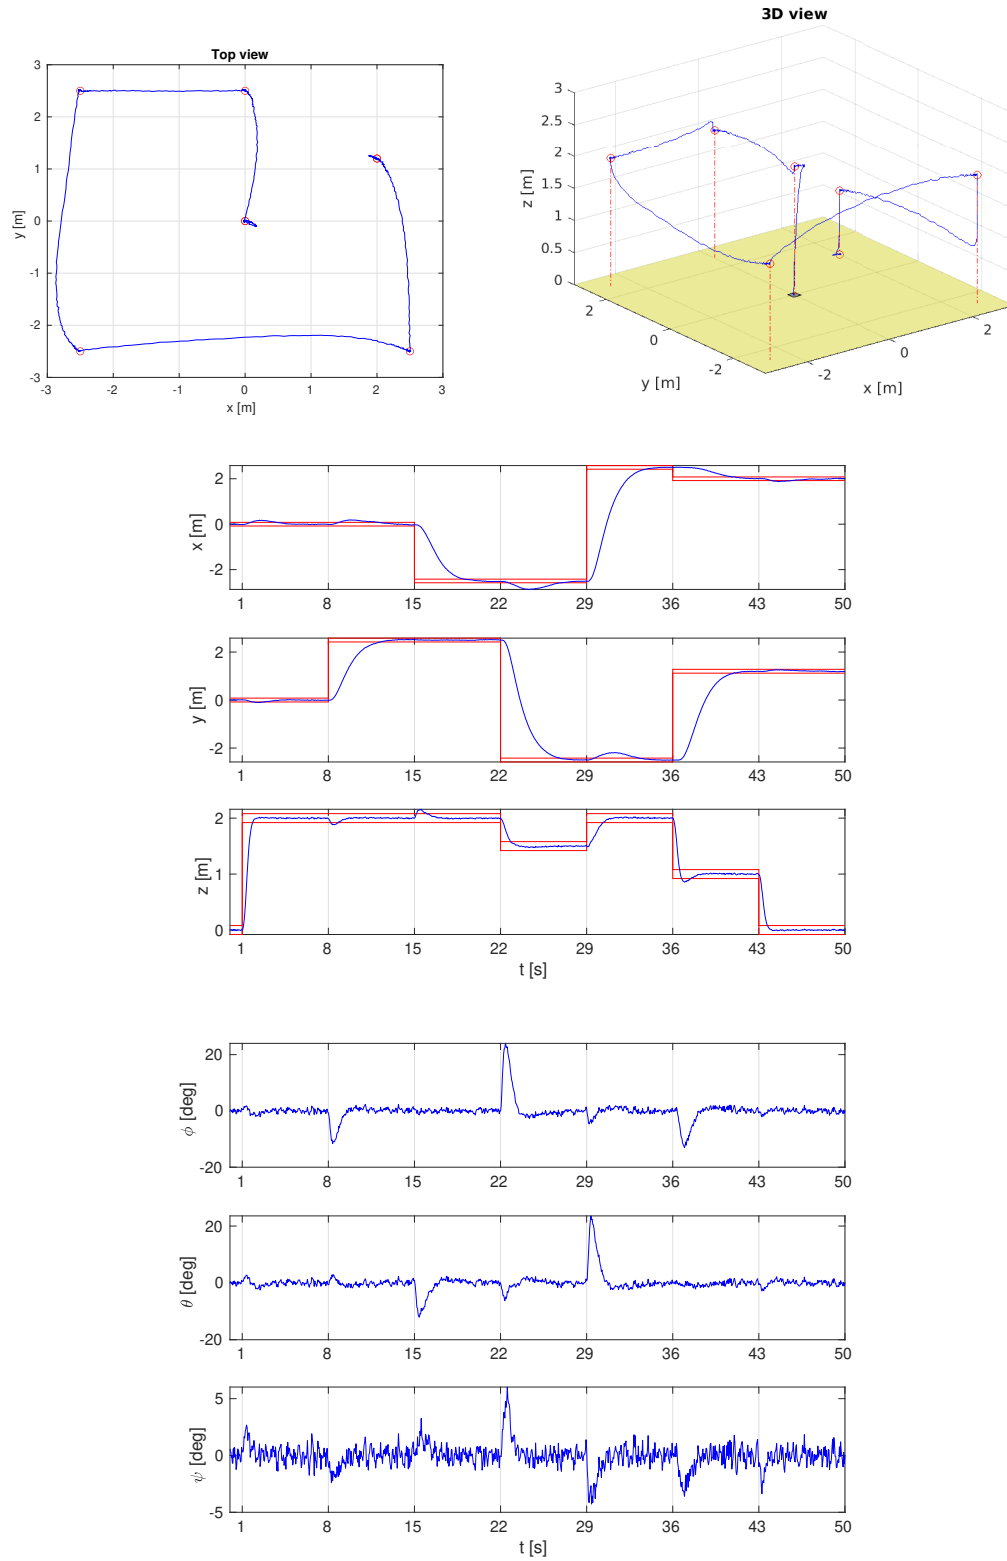 Top view
3
2
1
0
-1
-2
-3
-3 -2 -1 0 1 2 3
x [m]
y [m]
3D view
3
2.5
2
1.5
1
0.5
0
z [m]
2
0
-2
y [m]
-2
0
2
x [m]
2
0
-2
x [m]
1 8 15 22 29 36 43 50
2
0
-2
y [m]
1 8 15 22 29 36 43 50
2
1
0
z [m]
1 8 15 22 29 36 43 50
t [s]
20
0
-20
ϕ [deg]
1 8 15 22 29 36 43 50
20
0
-20
θ [deg]
1 8 15 22 29 36 43 50
5
0
-5
ψ [deg]
1 8 15 22 29 36 43 50
t [s]